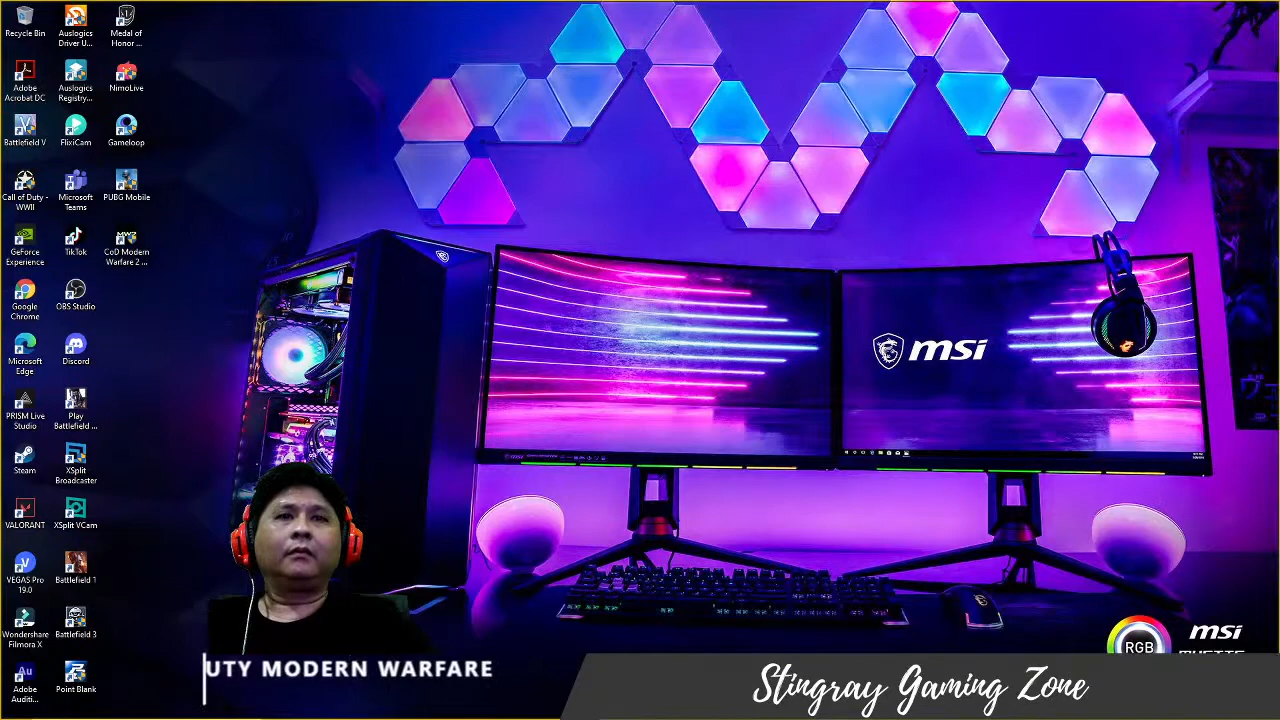 Recycle Bin
Auslogics
Driver U...
Medal of
Honor ...
Adobe
Acrobat DC
Auslogics
Registry...
NimoLive
Battlefield V
FlixiCam
Gameloop
Call of Duty -
WWII
Microsoft
Teams
PUBG Mobile
GeForce
Experience
TikTok
MW2
CoD Modern
Warfare 2 ...
Google
Chrome
OBS Studio
Microsoft
Edge
Discord
PRISM Live
Studio
Play
Battlefield ...
Steam
XSplit
Broadcaster
VALORANT
XSplit VCam
VEGAS Pro
19.0
Battlefield 1
Wondershare
Filmora X
Battlefield 3
Au
Adobe
Auditi...
Point Blank
msi
RGB
msi
UTY MODERN WARFARE
Stingray Gaming Zone